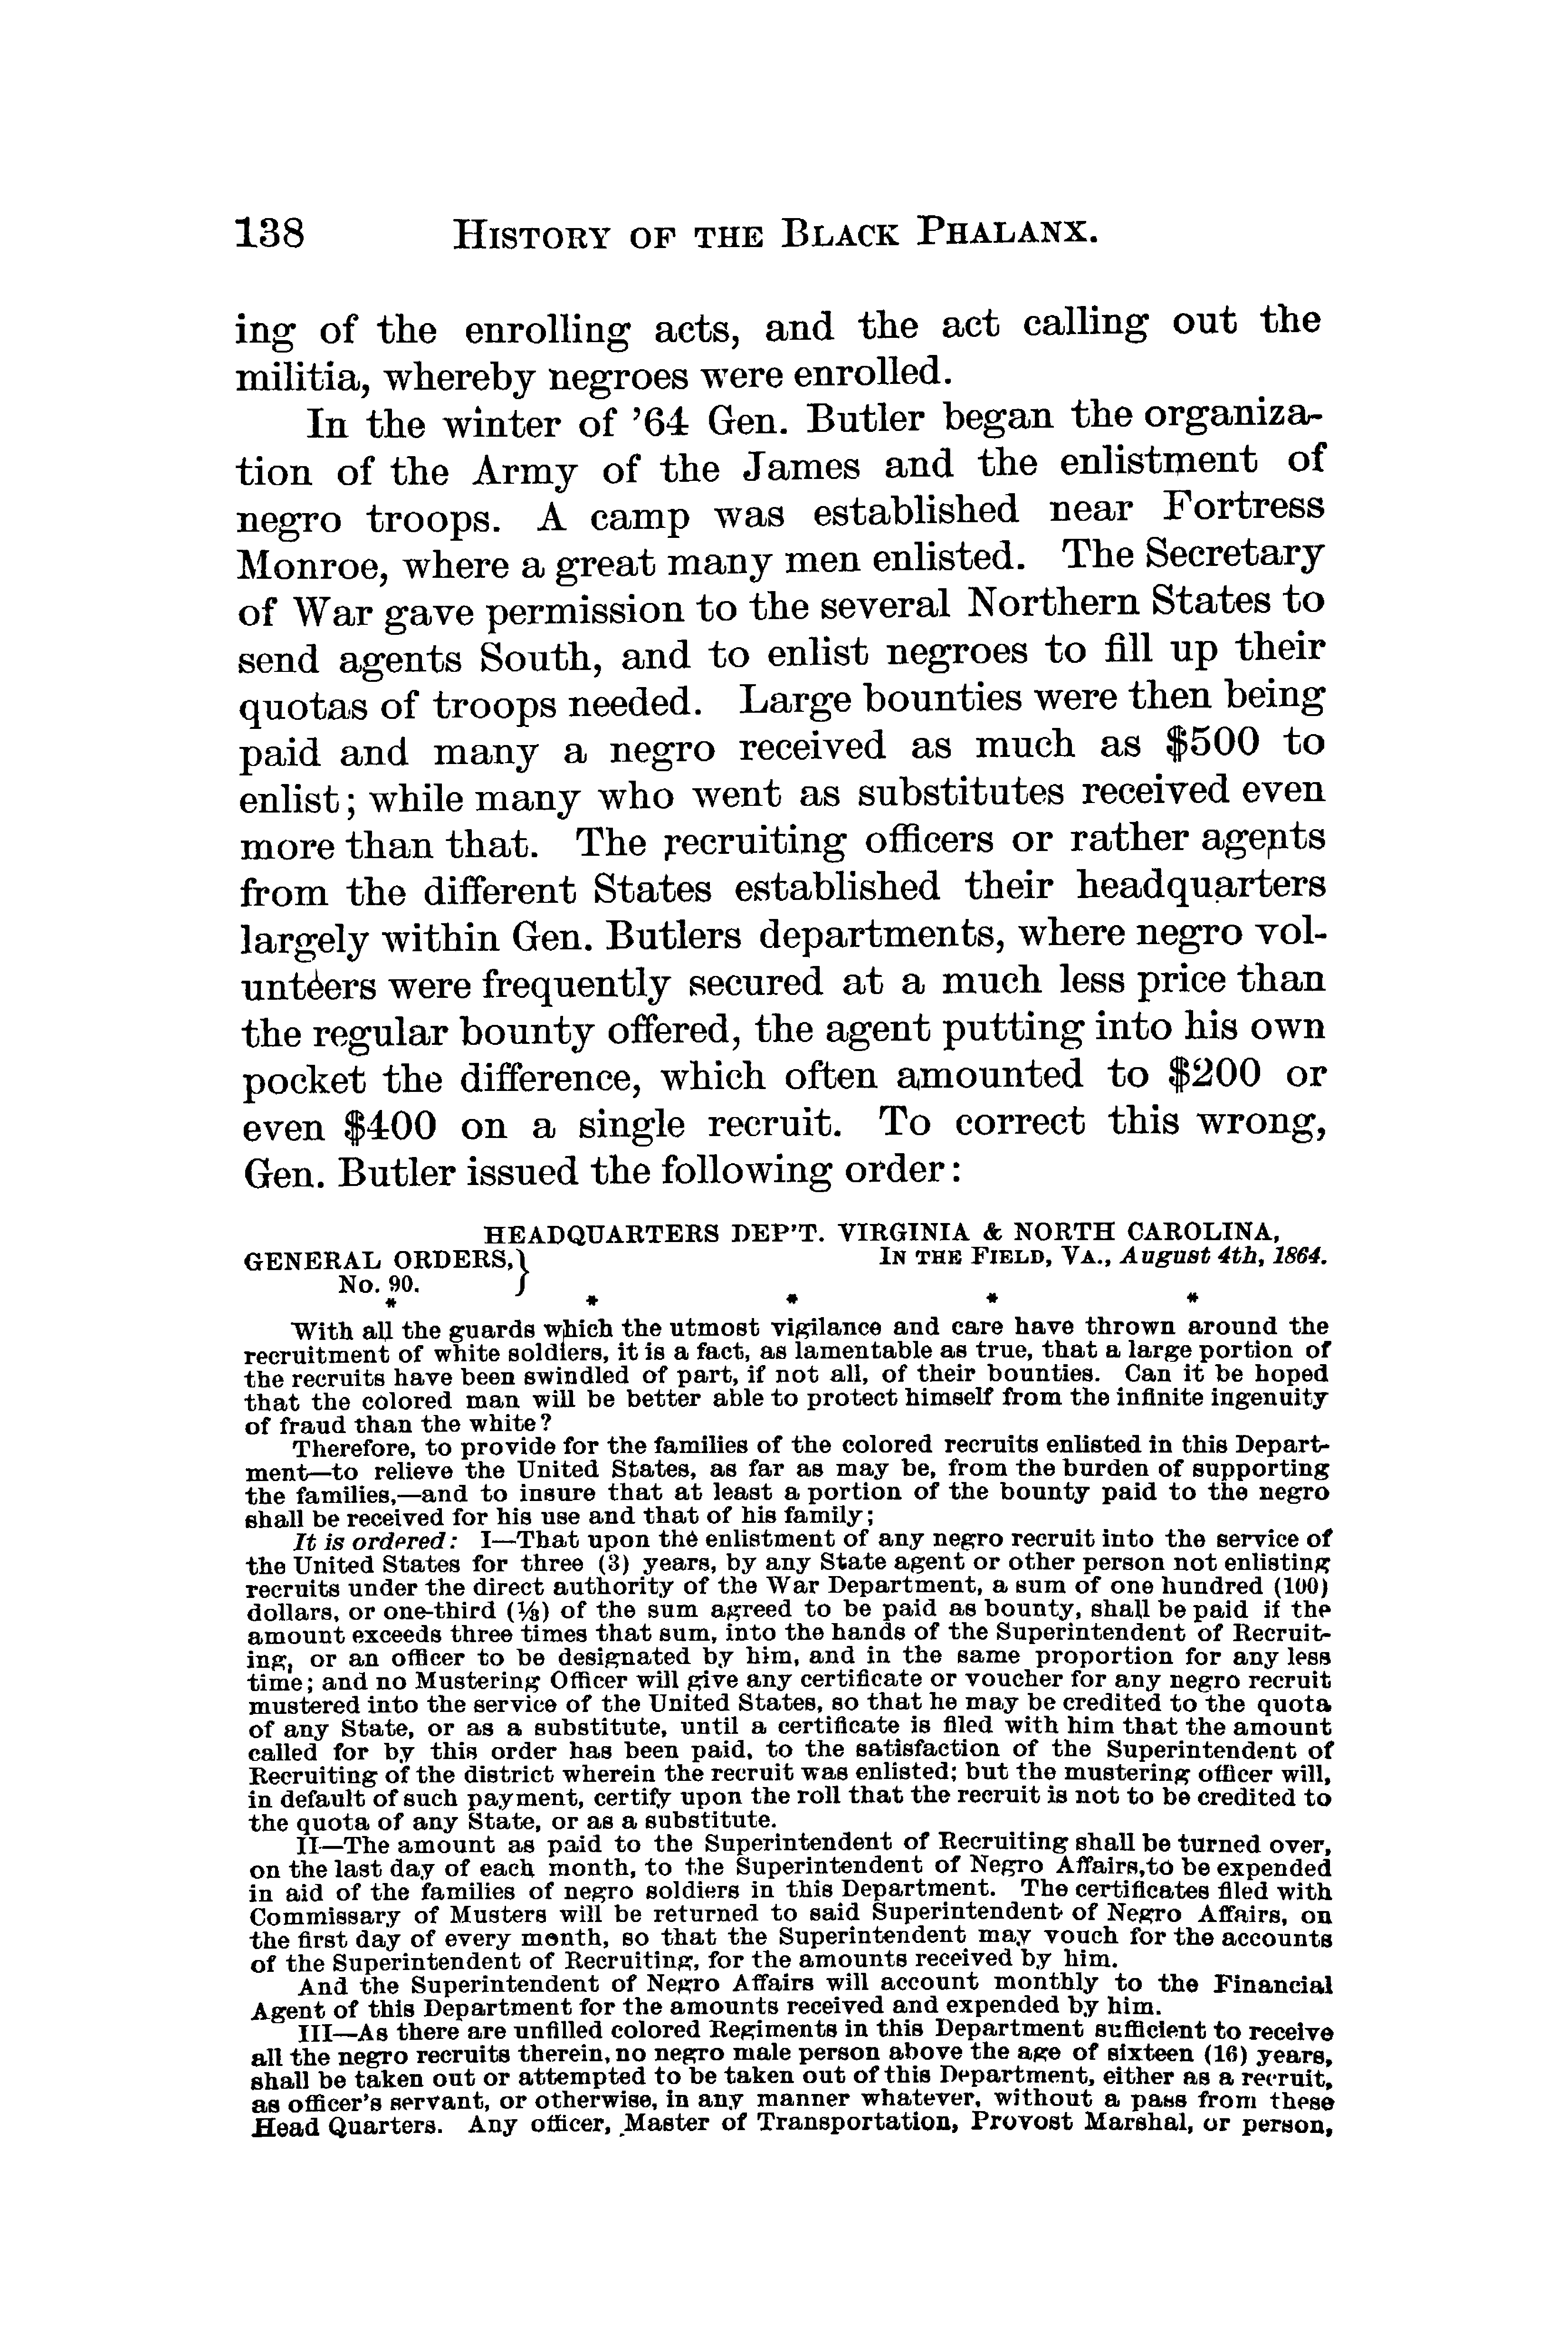 138 HISTORY OF THE BLACK PHALANX.
ing of the enrolling acts, and the act calling out the
militia, whereby negroes were enrolled.
In the winter of ’64 Gen. Butler began the organiza-
tion of the Army of the James and the enlistment of
negro troops. A camp was established near Fortress
Monroe, where a great many men enlisted. The Secretary
of War gave permission to the several Northern States to
send agents South, and to enlist negroes to fill up their
quotas of troops needed. Large bounties were then being
paid and many a negro received as much as $500 to
enlist; while many who went as substitutes received even
more than that. The recruiting officers or rather agents
from the different States established their headquarters
largely within Gen. Butlers departments, where negro vol-
unteers were frequently secured at a much less price than
the regular bounty offered, the agent putting into his own
pocket the difference, which often amounted to $200 or
even $400 on a single recruit. To correct this wrong,
Gen. Butler issued the following order:
HEADQUARTERS DEP’T. VIRGINIA & NORTH CAROLINA,
GENERAL ORDERS,} IN THE FIELD, VA., August 4th, 1864.
No. 90. }
* * * * *
With all the guards which the utmost vigilance and care have thrown around the
recruitment of white soldiers, it is a fact, as lamentable as true, that a large portion of
the recruits have been swindled of part, if not all, of their bounties. Can it be hoped
that the colored man will be better able to protect himself from the infinite ingenuity
of fraud than the white?
Therefore, to provide for the families of the colored recruits enlisted in this Depart-
ment—to relieve the United States, as far as may be, from the burden of supporting
the families,—and to insure that at least a portion of the bounty paid to the negro
shall be received for his use and that of his family;
It is ordered: I—That upon the enlistment of any negro recruit into the service of
the United States for three (3) years, by any State agent or other person not enlisting
recruits under the direct authority of the War Department, a sum of one hundred (100)
dollars, or one-third (⅓) of the sum agreed to be paid as bounty, shall be paid if the
amount exceeds three times that sum, into the hands of the Superintendent of Recruit-
ing, or an officer to be designated by him, and in the same proportion for any less
time; and no Mustering Officer will give any certificate or voucher for any negro recruit
mustered into the service of the United States, so that he may be credited to the quota
of any State, or as a substitute, until a certificate is filed with him that the amount
called for by this order has been paid, to the satisfaction of the Superintendent of
Recruiting of the district wherein the recruit was enlisted; but the mustering officer will,
in default of such payment, certify upon the roll that the recruit is not to be credited to
the quota of any State, or as a substitute.
II—The amount as paid to the Superintendent of Recruiting shall be turned over,
on the last day of each month, to the Superintendent of Negro Affairs,to be expended
in aid of the families of negro soldiers in this Department. The certificates filed with
Commissary of Musters will be returned to said Superintendent of Negro Affairs, on
the first day of every month, so that the Superintendent may vouch for the accounts
of the Superintendent of Recruiting, for the amounts received by him.
And the Superintendent of Negro Affairs will account monthly to the Financial
Agent of this Department for the amounts received and expended by him.
III—As there are unfilled colored Regiments in this Department sufficient to receive
all the negro recruits therein, no negro male person above the age of sixteen (16) years,
shall be taken out or attempted to be taken out of this Department, either as a recruit,
as officer’s servant, or otherwise, in any manner whatever, without a pass from these
Head Quarters. Any officer, Master of Transportation, Provost Marshal, or person,